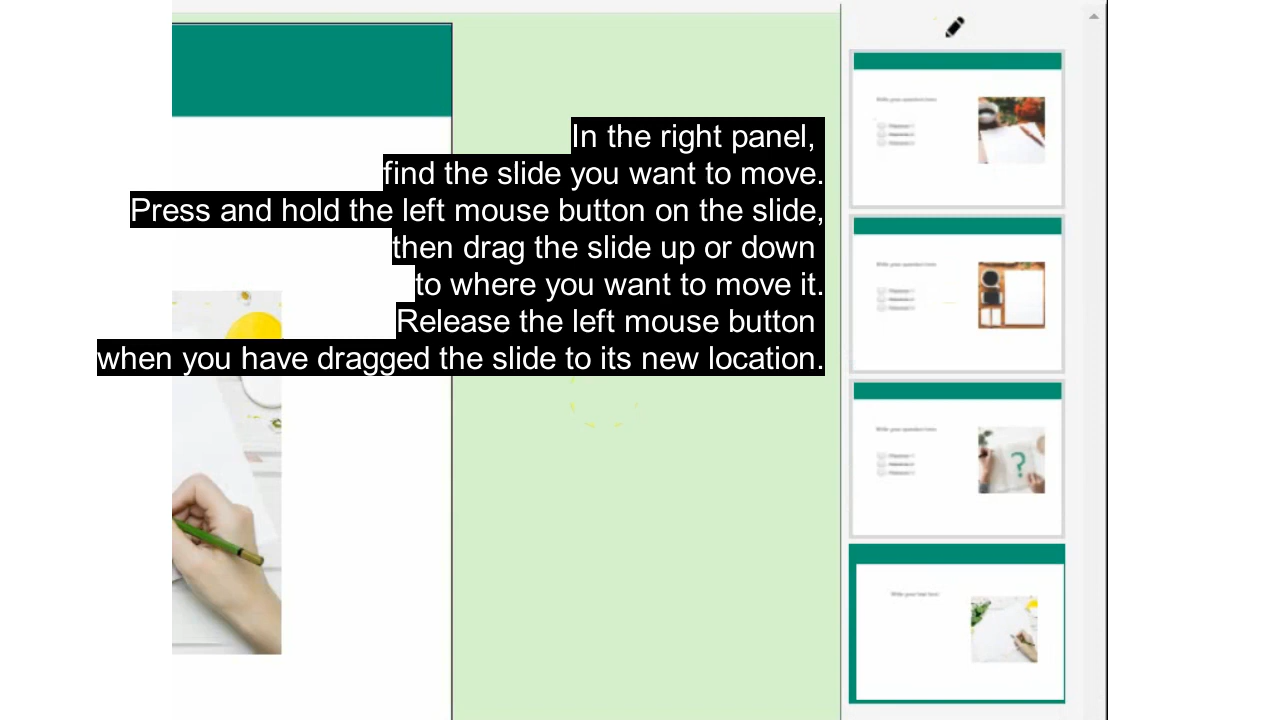 In the right panel,
find the slide you want to move.
Press and hold the left mouse button on the slide,
then drag the slide up or down
to where you want to move it.
Release the left mouse button
when you have dragged the slide to its new location.